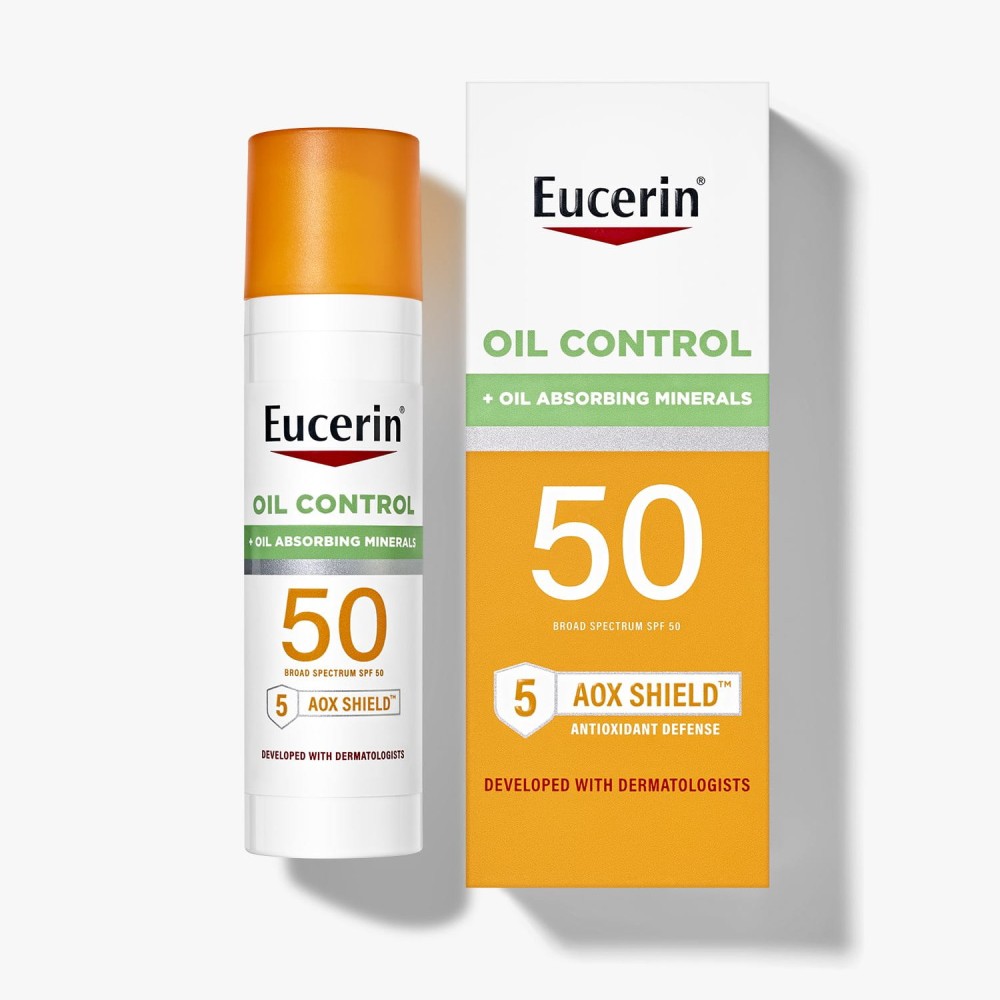 Eucerin®
OIL CONTROL
+ OIL ABSORBING MINERALS
50
BROAD SPECTRUM SPF 50
5 AOX SHIELD™
DEVELOPED WITH DERMATOLOGISTS
Eucerin®
OIL CONTROL
+ OIL ABSORBING MINERALS
50
BROAD SPECTRUM SPF 50
5 AOX SHIELD™
ANTIOXIDANT DEFENSE
DEVELOPED WITH DERMATOLOGISTS